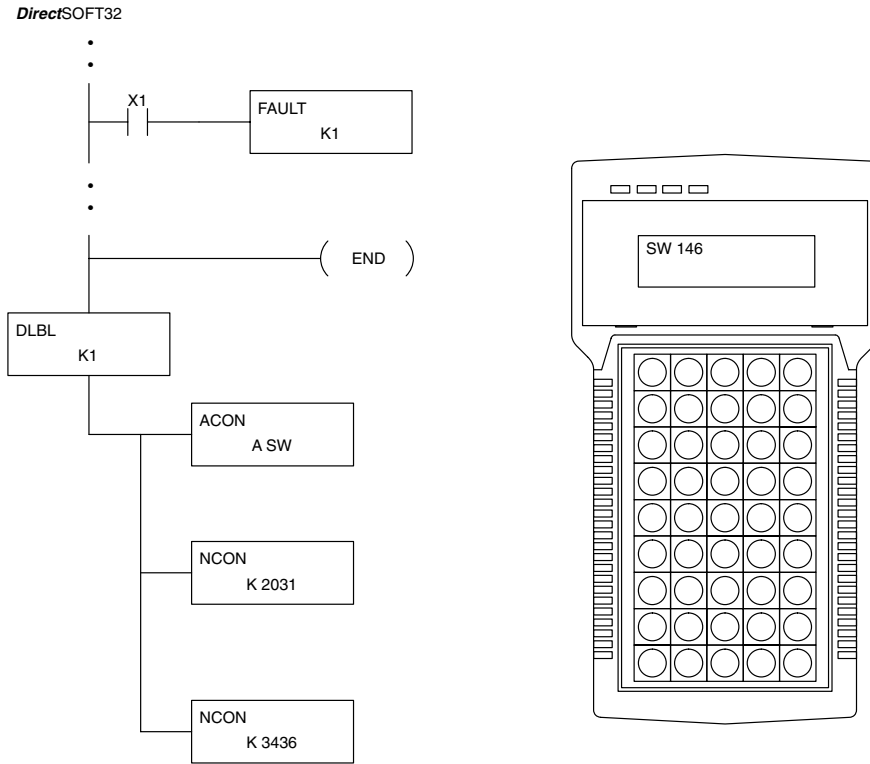 DirectSOFT32
X1
FAULT
K1
END
DLBL
K1
ACON
A SW
NCON
K 2031
NCON
K 3436
SW 146